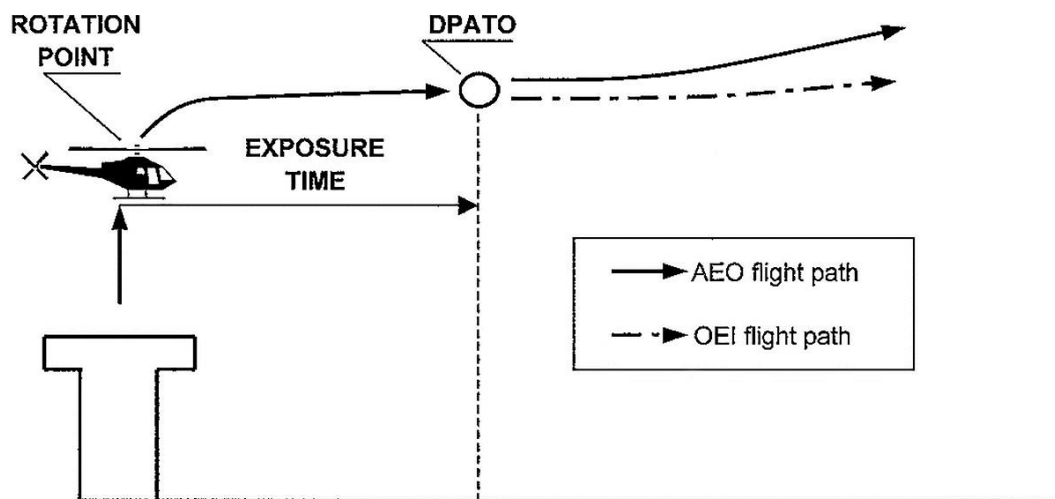 ROTATION
POINT
DPATO
EXPOSURE
TIME
AEO flight path
OEI flight path